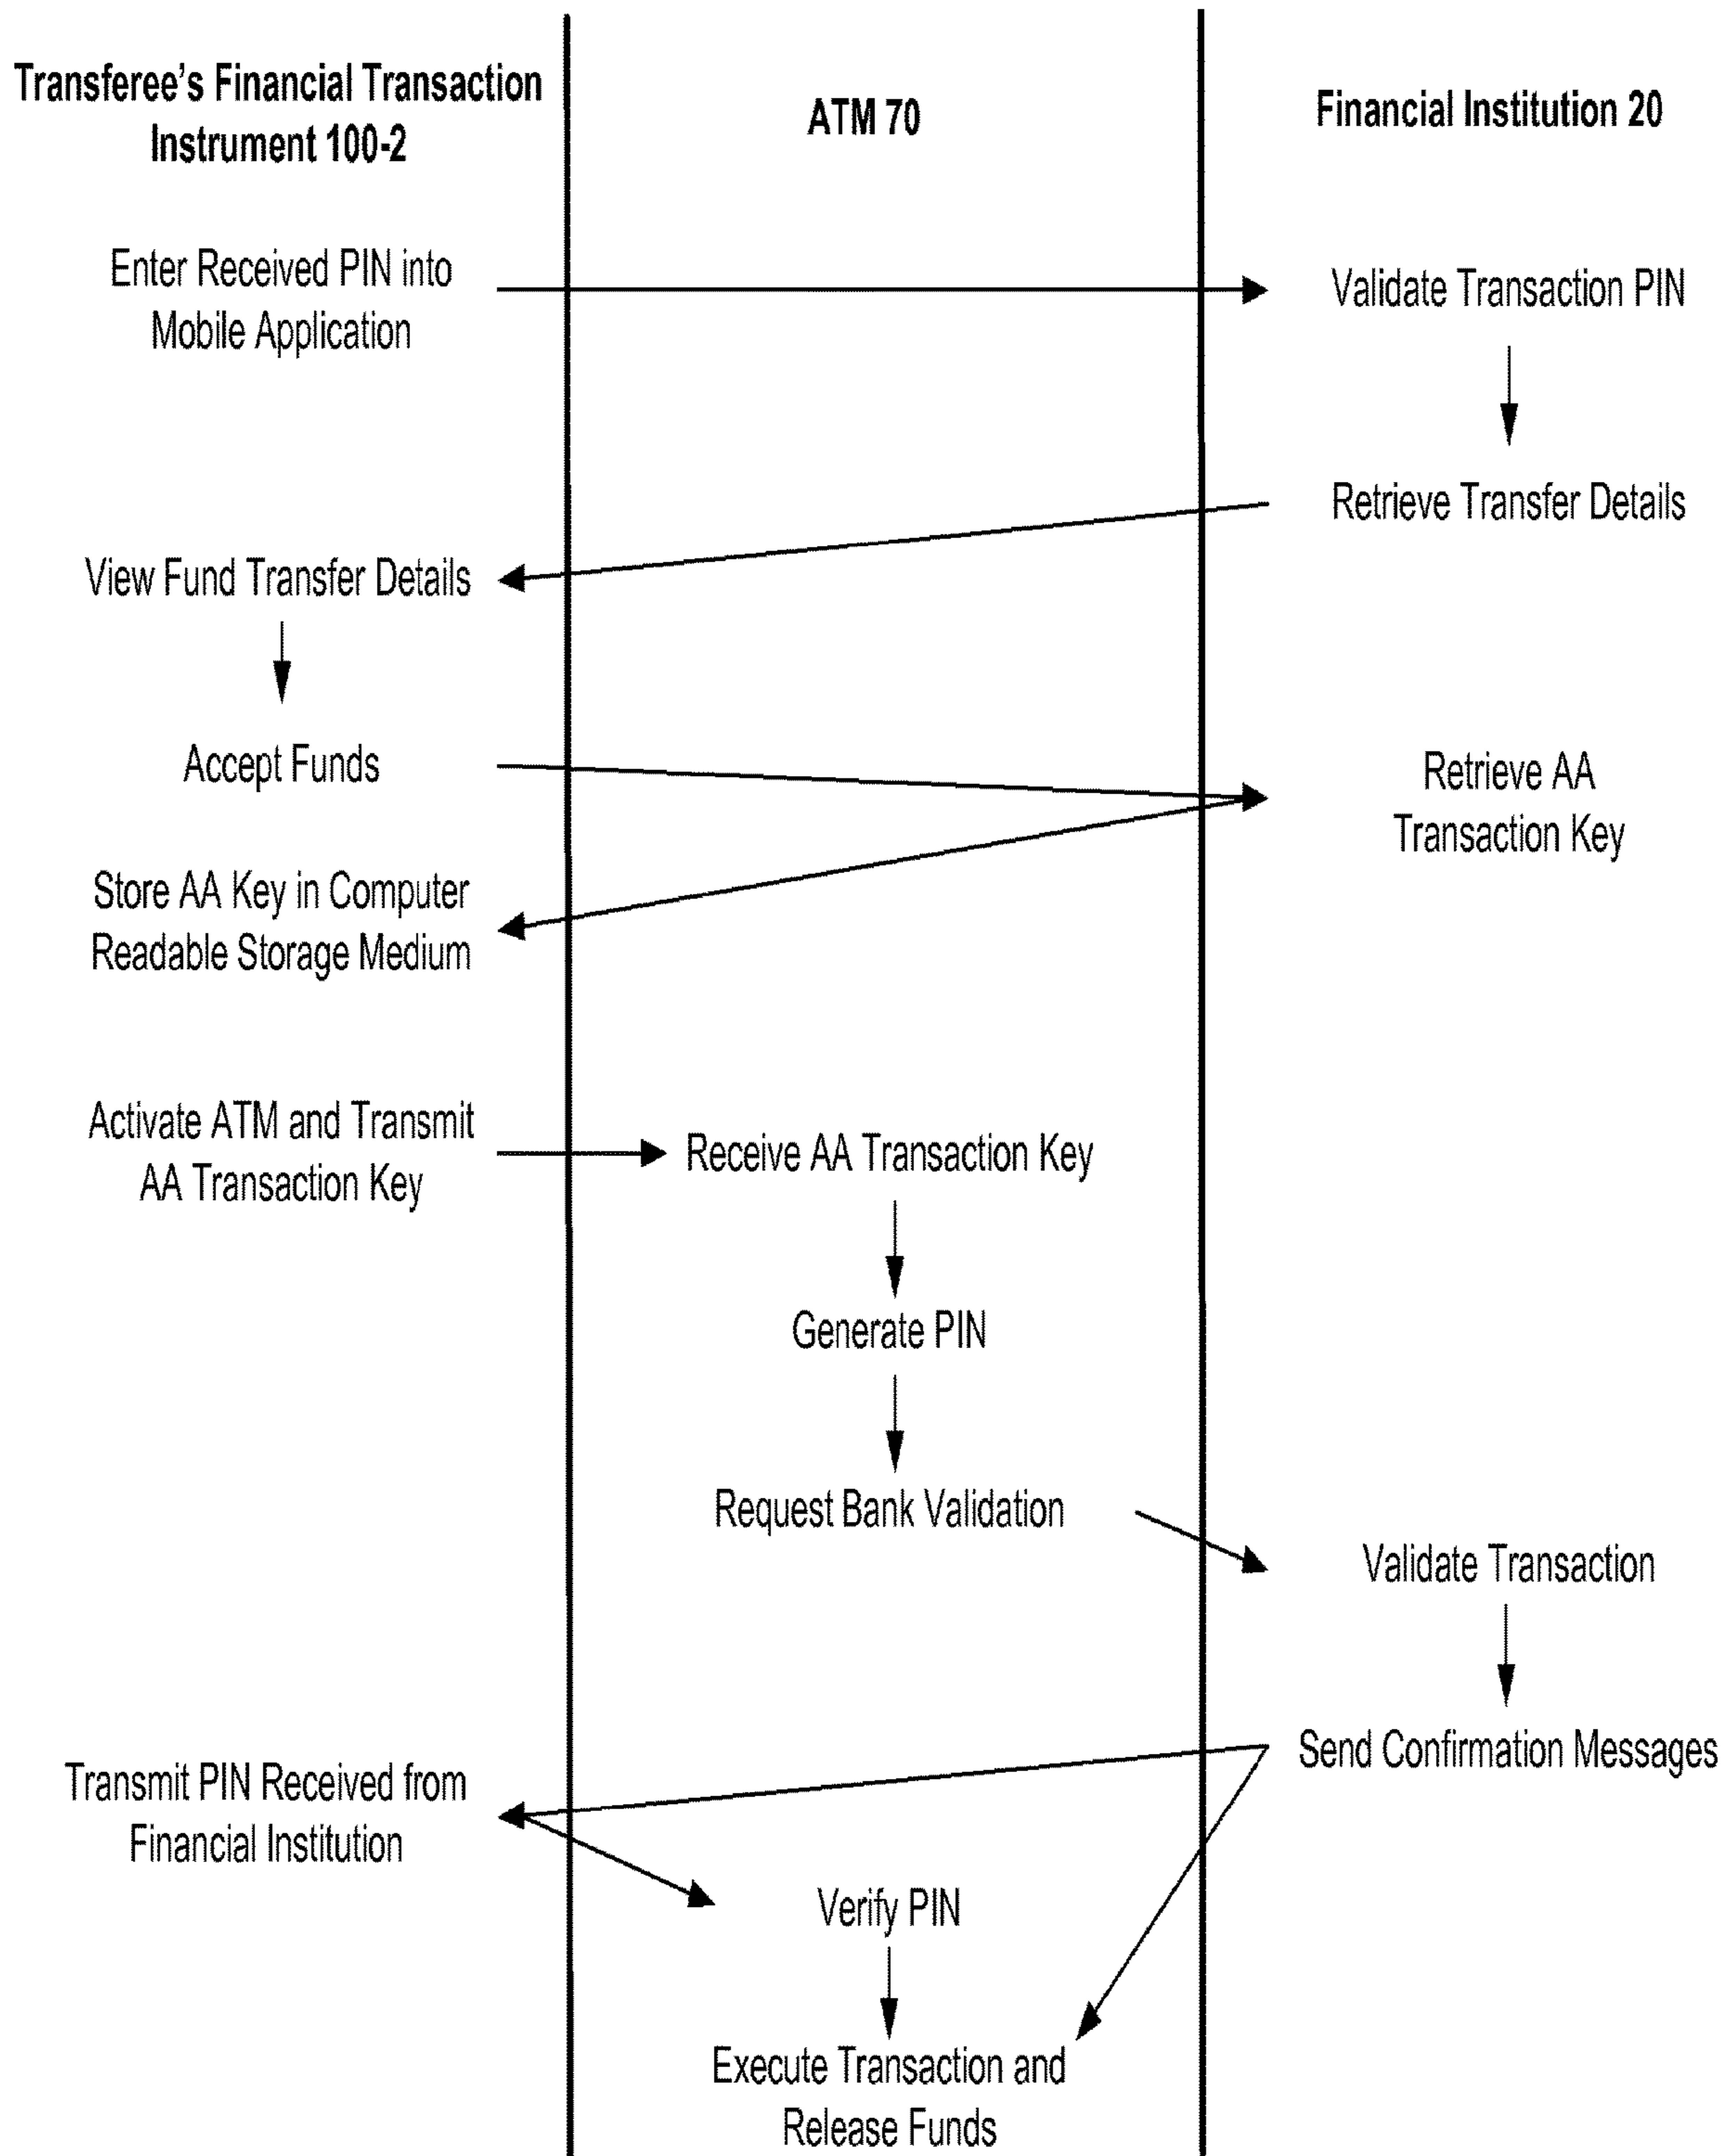 Transferee's Financial Transaction
Instrument 100-2
ATM 70
Financial Institution 20
Enter Received PIN into
Mobile Application
Validate Transaction PIN
Retrieve Transfer Details
View Fund Transfer Details
Accept Funds
Retrieve AA
Transaction Key
Store AA Key in Computer
Readable Storage Medium
Activate ATM and Transmit
AA Transaction Key
Receive AA Transaction Key
Generate PIN
Request Bank Validation
Validate Transaction
Send Confirmation Messages
Transmit PIN Received from
Financial Institution
Verify PIN
Execute Transaction and
Release Funds